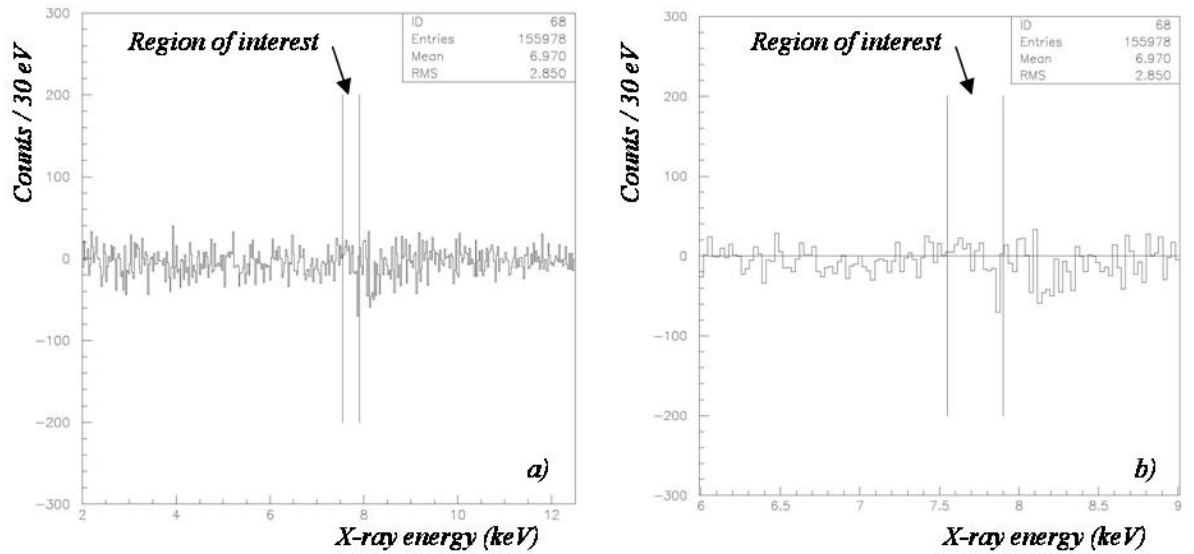 Region of interest
ID 68
Entries 155978
Mean 6.970
RMS 2.850
Counts / 30 eV
300
200
100
0
−100
−200
−300
2 4 6 8 10 12
a)
X-ray energy (keV)
Region of interest
ID 68
Entries 155978
Mean 6.970
RMS 2.850
Counts / 30 eV
300
200
100
0
−100
−200
−300
6 6.5 7 7.5 8 8.5 9
b)
X-ray energy (keV)